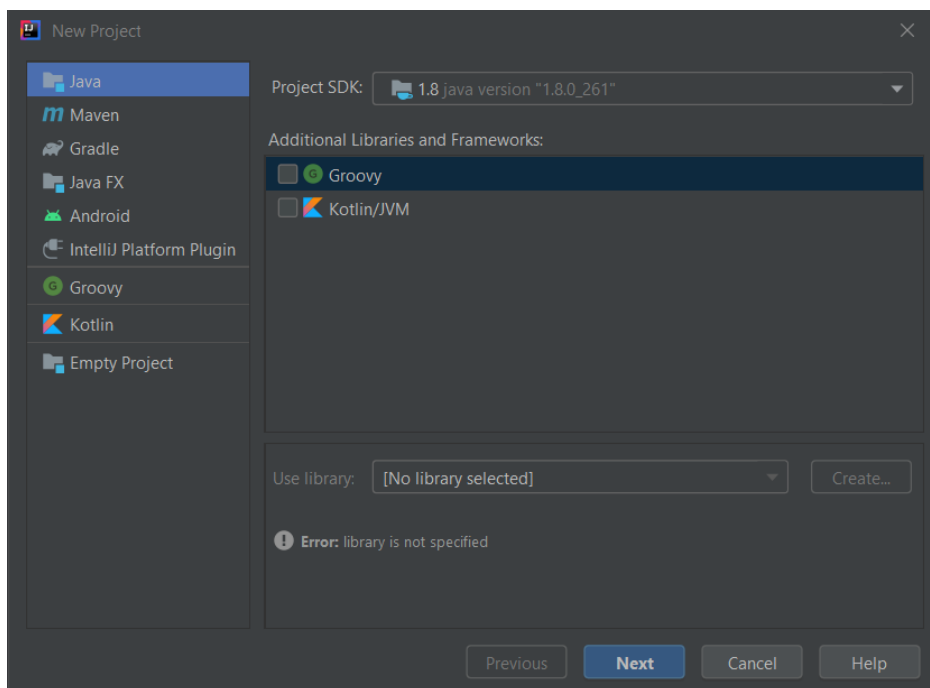 New Project
Java
Maven
Gradle
Java FX
Android
IntelliJ Platform Plugin
Groovy
Kotlin
Empty Project
Project SDK: 1.8 java version "1.8.0_261"
Additional Libraries and Frameworks:
Groovy
Kotlin/JVM
Use library: [No library selected] Create...
Error: library is not specified
Previous Next Cancel Help